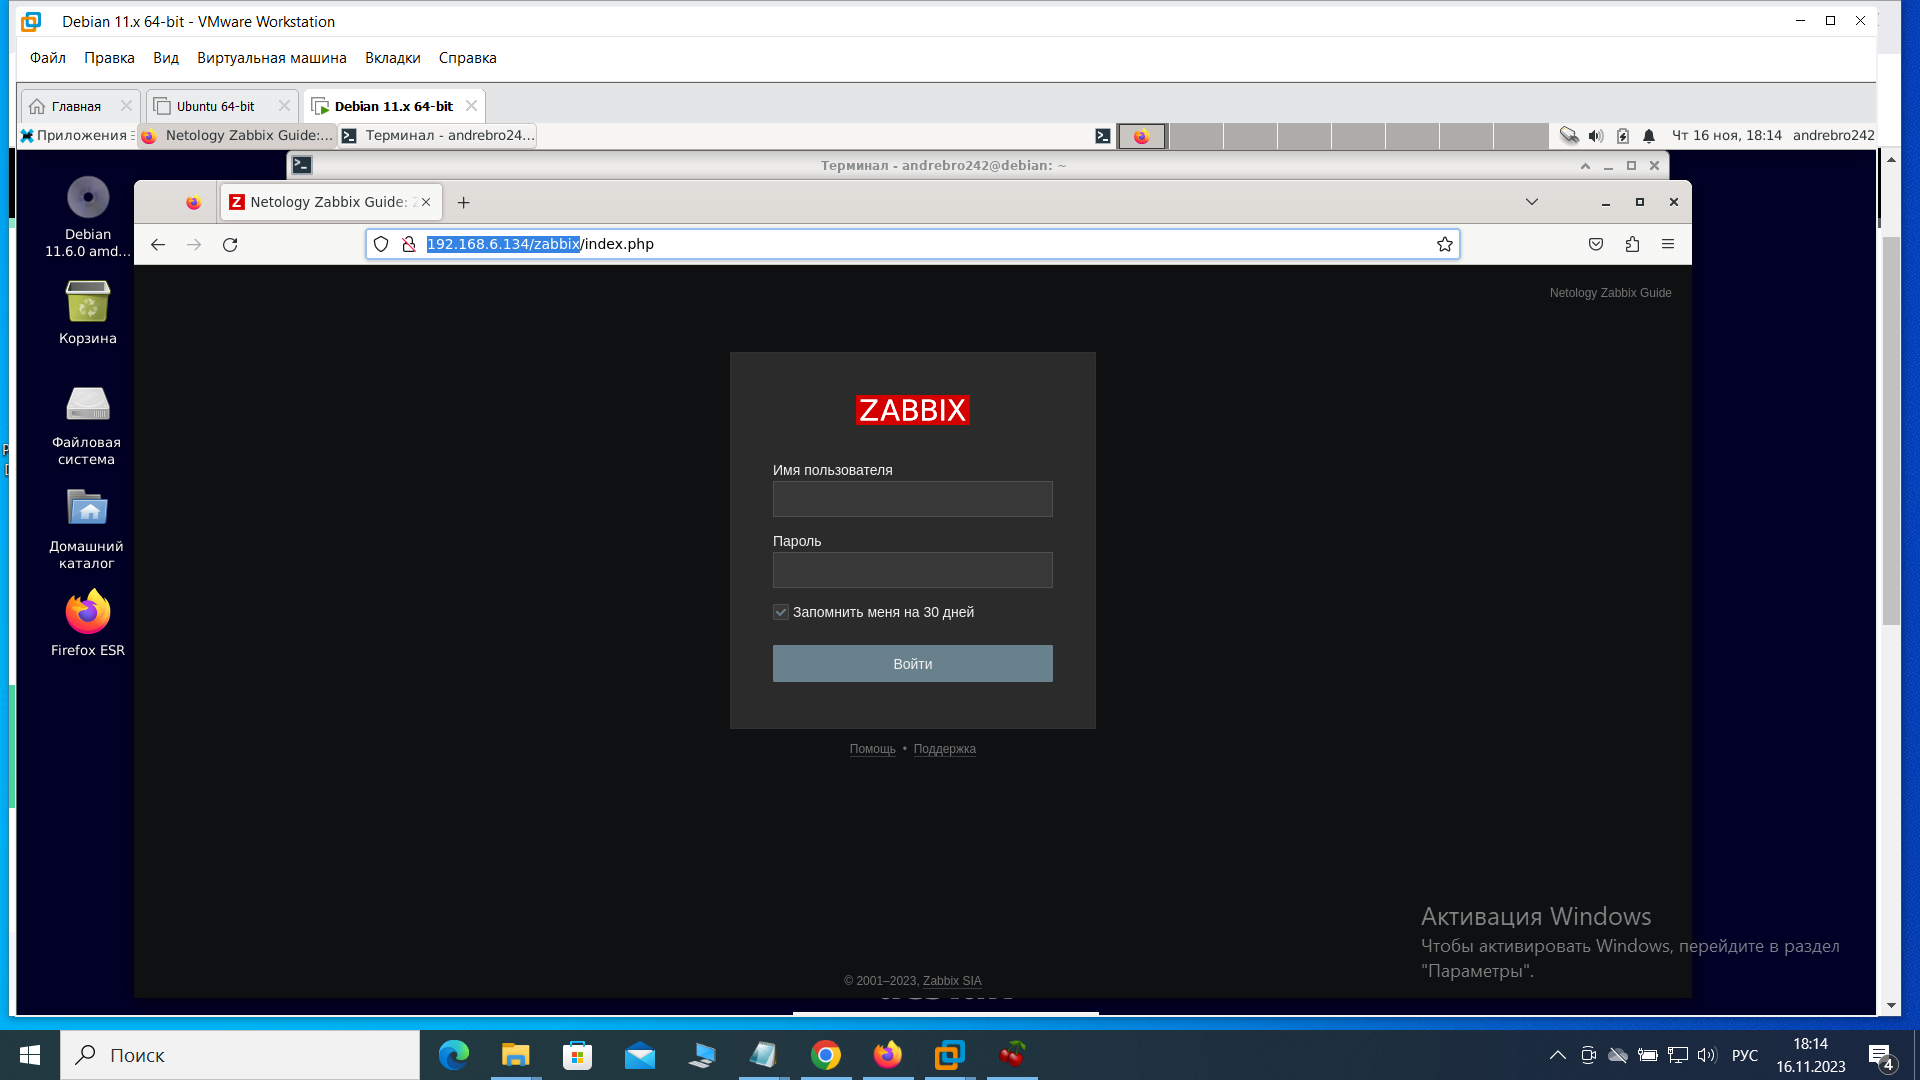 Debian 11.x 64-bit - VMware Workstation
Файл Правка Вид Виртуальная машина Вкладки Справка
Главная Ubuntu 64-bit Debian 11.x 64-bit
Приложения Netology Zabbix Guide:... Терминал - andrebro24... Чт 16 ноя, 18:14 andrebro242
Терминал - andrebro242@debian: ~
Netology Zabbix Guide: Z
192.168.6.134/zabbix/index.php
Debian
11.6.0 amd...
Корзина
Файловая
система
Домашний
каталог
Firefox ESR
Netology Zabbix Guide
ZABBIX
Имя пользователя
Пароль
Запомнить меня на 30 дней
Войти
Помощь • Поддержка
© 2001–2023, Zabbix SIA
Активация Windows
Чтобы активировать Windows, перейдите в раздел
"Параметры".
Поиск
РУС
18:14
16.11.2023
4